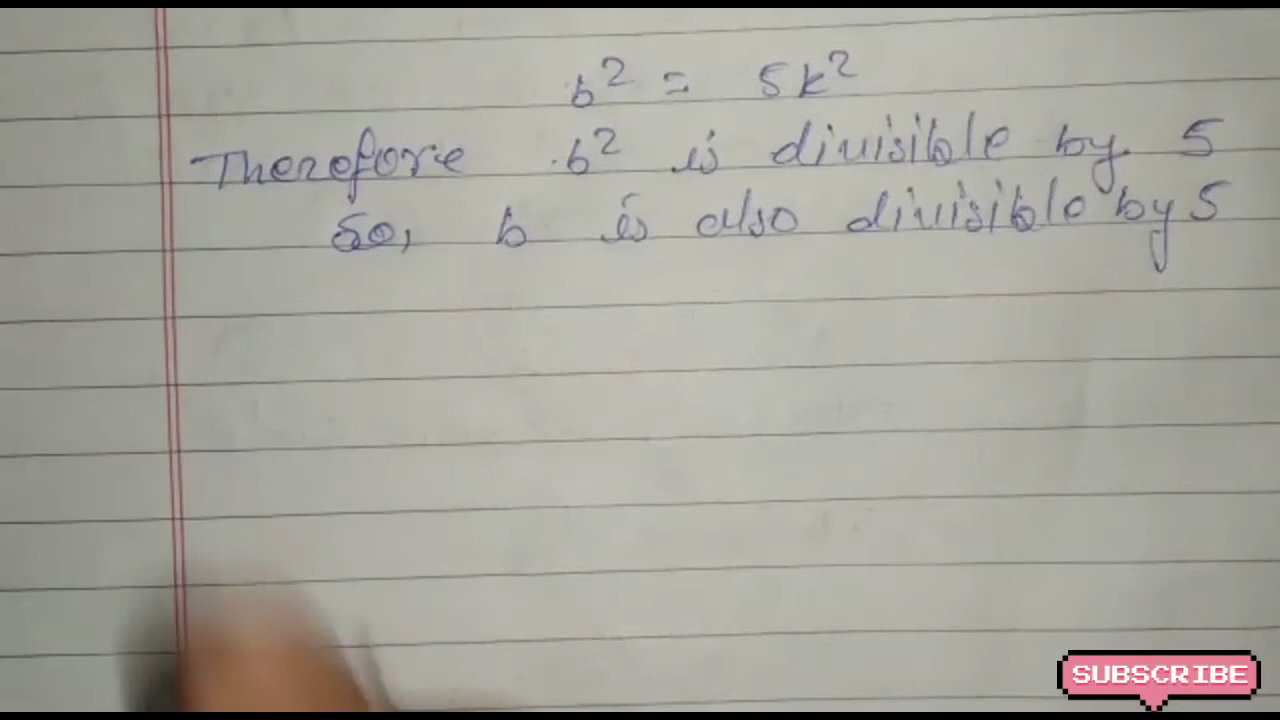 b² = 5k²
Therefore b² is divisible by 5
So, b is also divisible by 5
SUBSCRIBE